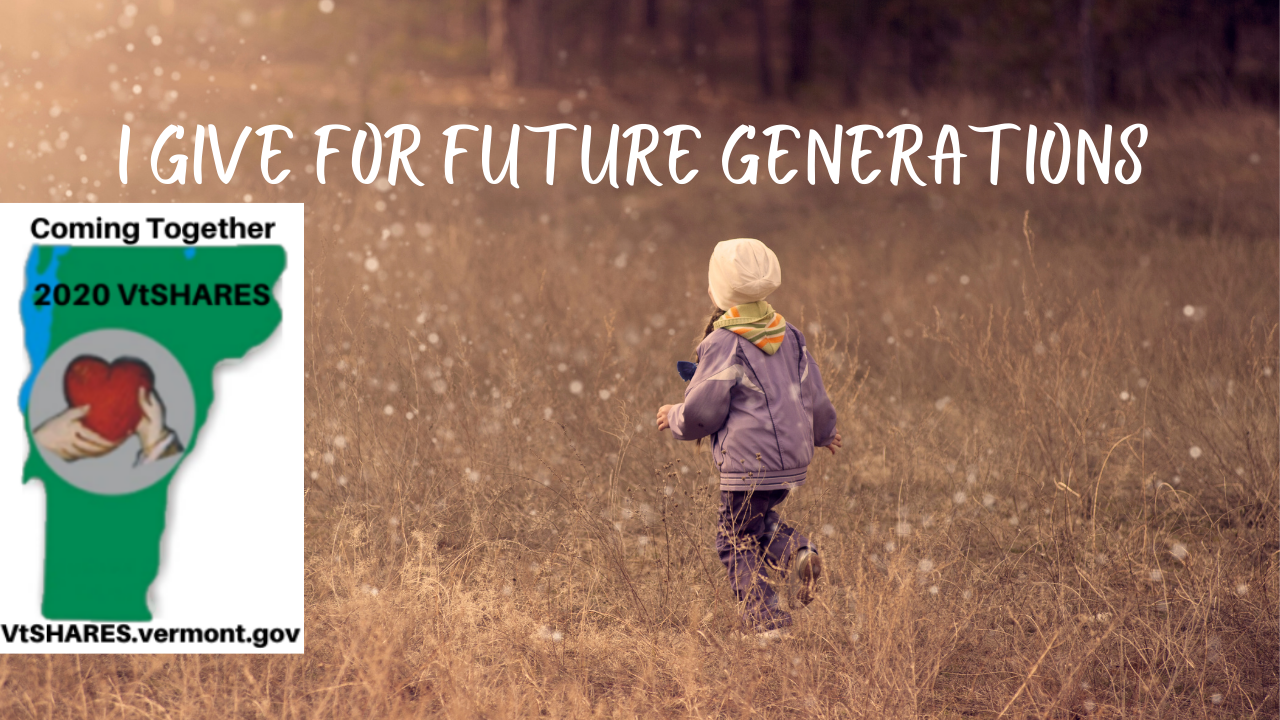 I GIVE FOR FUTURE GENERATIONS
Coming Together
2020 VtSHARES
VtSHARES.vermont.gov